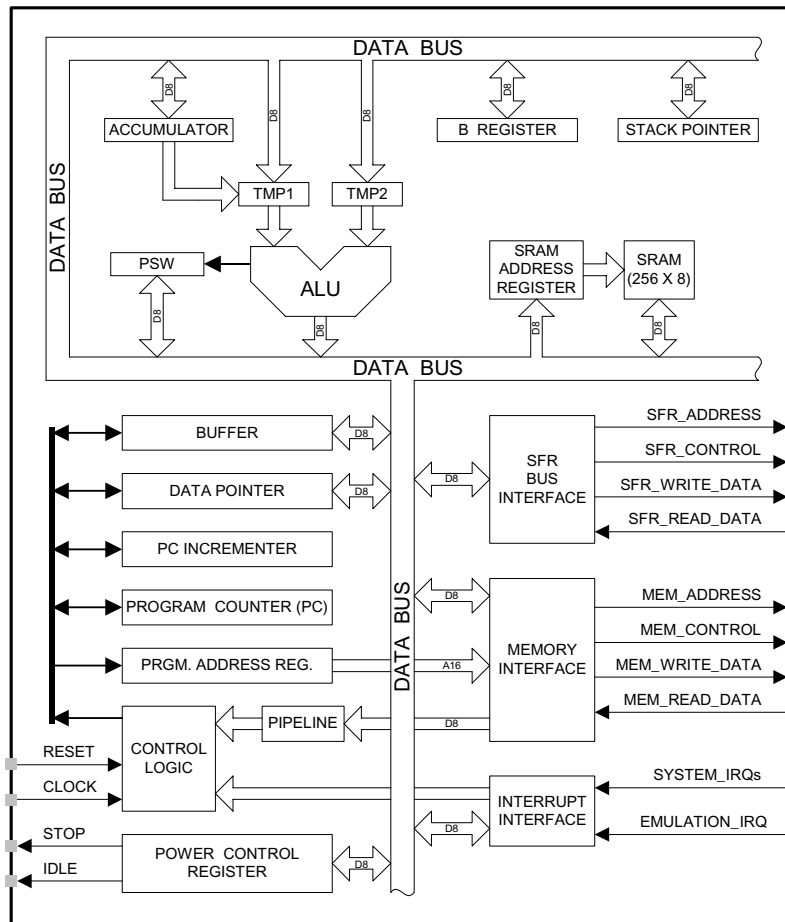 DATA BUS
D8
D8
D8
D8
D8
ACCUMULATOR
B REGISTER
STACK POINTER
DATA BUS
TMP1
TMP2
PSW
ALU
SRAM
ADDRESS
REGISTER
SRAM
(256 X 8)
D8
D8
D8
D8
DATA BUS
BUFFER
D8
DATA POINTER
D8
PC INCREMENTER
PROGRAM COUNTER (PC)
PRGM. ADDRESS REG.
A16
DATA BUS
D8
SFR
BUS
INTERFACE
SFR_ADDRESS
SFR_CONTROL
SFR_WRITE_DATA
SFR_READ_DATA
D8
MEMORY
INTERFACE
MEM_ADDRESS
MEM_CONTROL
MEM_WRITE_DATA
MEM_READ_DATA
CONTROL
LOGIC
PIPELINE
D8
RESET
CLOCK
INTERRUPT
INTERFACE
D8
SYSTEM_IRQs
EMULATION_IRQ
STOP
IDLE
POWER CONTROL
REGISTER
D8